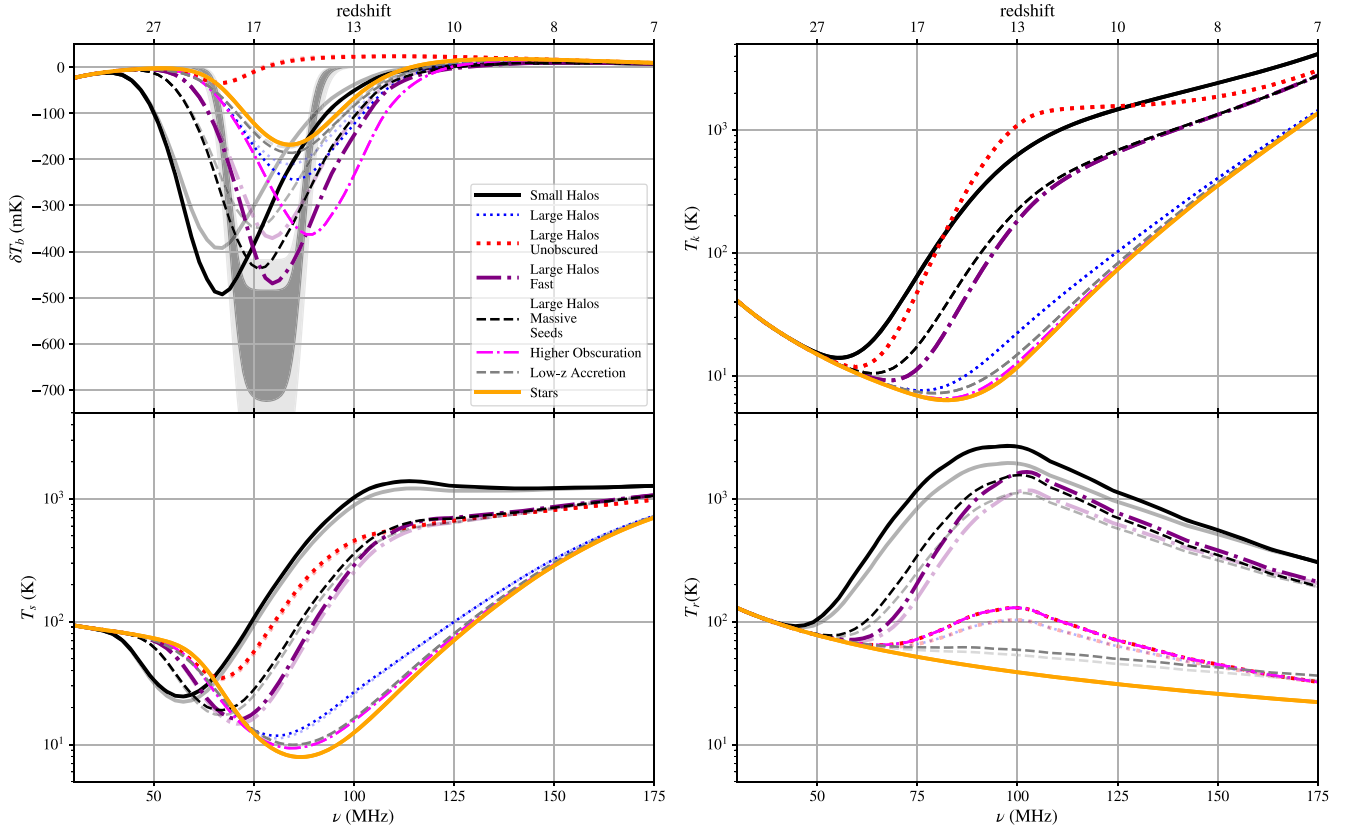 redshift
redshift
27 17 13 10 8 7
27 17 13 10 8 7
0
−100
−200
−300
−400
−500
−600
−700
δT_b (mK)
Small Halos
Large Halos
Large Halos
Unobscured
Large Halos
Fast
Large Halos
Massive
Seeds
Higher Obscuration
Low-z Accretion
Stars
10^3
10^2
10^1
T_k (K)
10^3
10^2
10^1
T_s (K)
10^3
10^2
10^1
T_r(K)
50 75 100 125 150 175
50 75 100 125 150 175
ν (MHz)
ν (MHz)